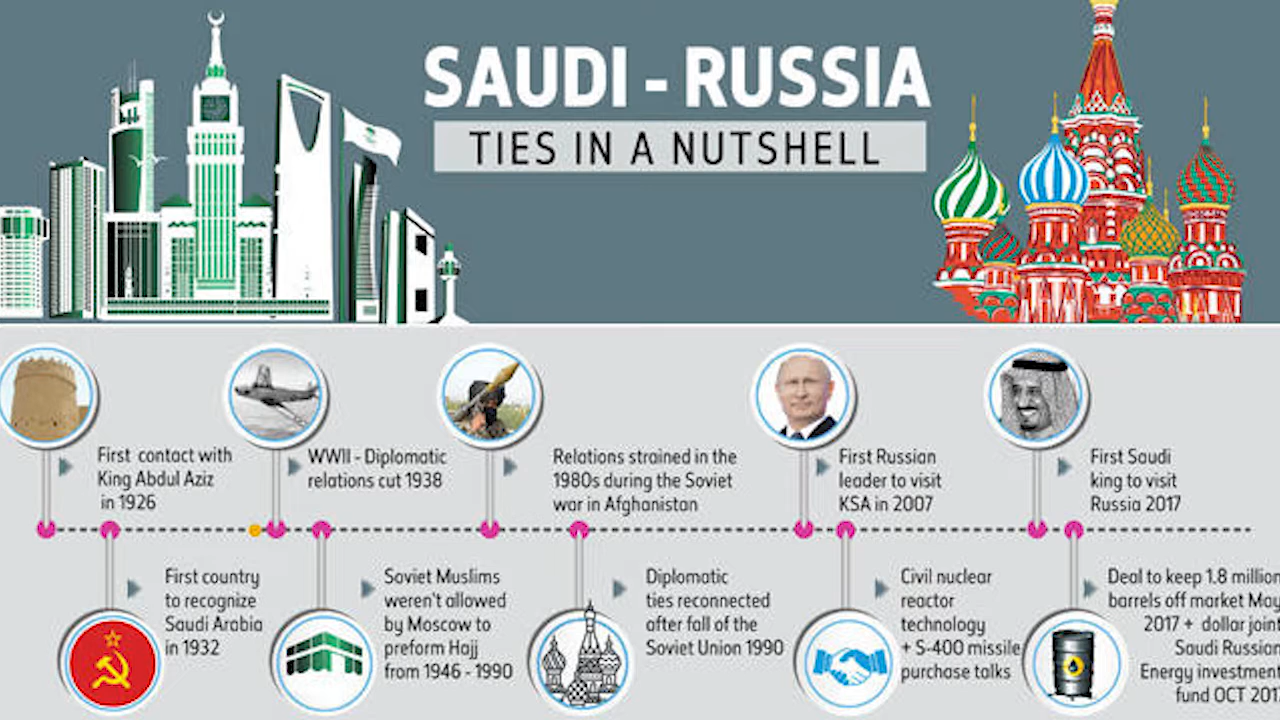 SAUDI - RUSSIA
TIES IN A NUTSHELL
First contact with
King Abdul Aziz
in 1926
WWII - Diplomatic
relations cut 1938
Relations strained in the
1980s during the Soviet
war in Afghanistan
First Russian
leader to visit
KSA in 2007
First Saudi
king to visit
Russia 2017
First country
to recognize
Saudi Arabia
in 1932
Soviet Muslims
weren't allowed
by Moscow to
preform Hajj
from 1946 - 1990
Diplomatic
ties reconnected
after fall of the
Soviet Union 1990
Civil nuclear
reactor
technology
+ S-400 missile
purchase talks
Deal to keep 1.8 million
barrels off market May
2017 + dollar joint
Saudi Russian
Energy investment
fund OCT